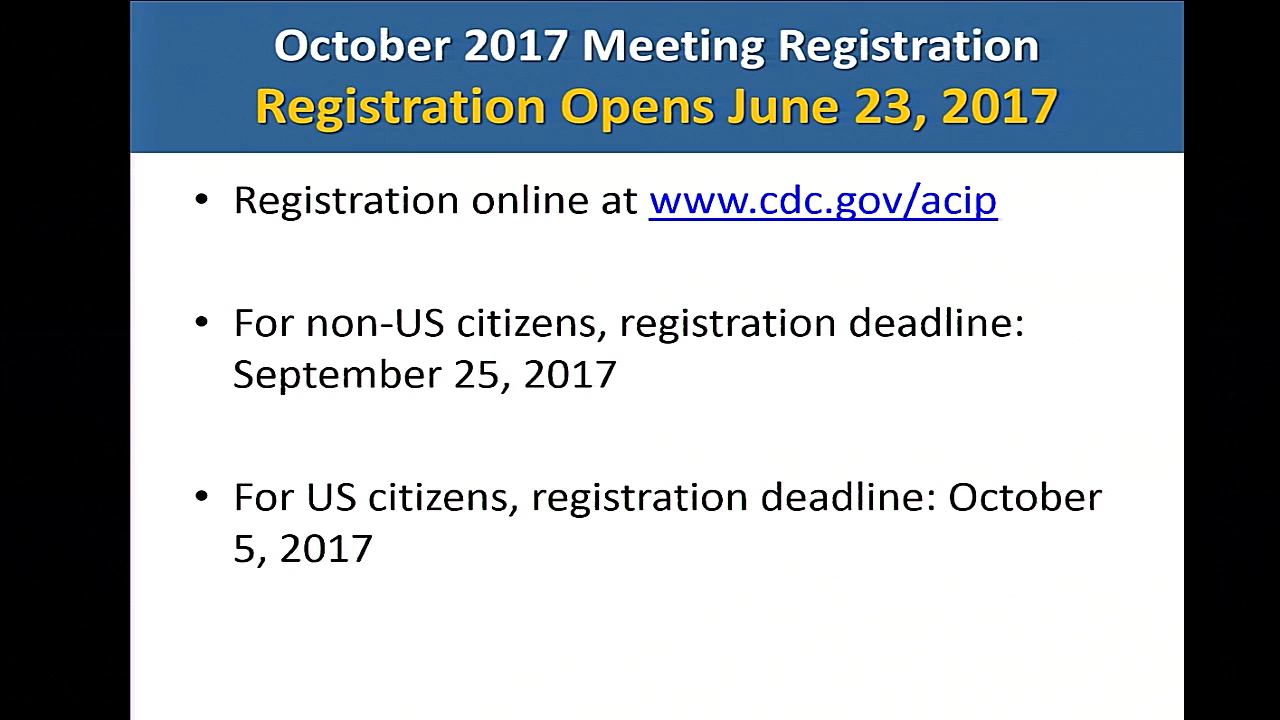 October 2017 Meeting Registration
Registration Opens June 23, 2017
• Registration online at www.cdc.gov/acip
• For non-US citizens, registration deadline:
September 25, 2017
• For US citizens, registration deadline: October
5, 2017